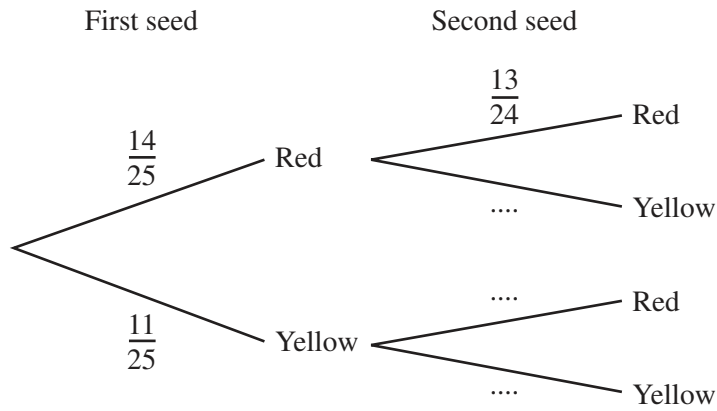 First seed
Second seed
13
24
Red
14
25
Red
....
Yellow
....
Red
11
25
Yellow
....
Yellow